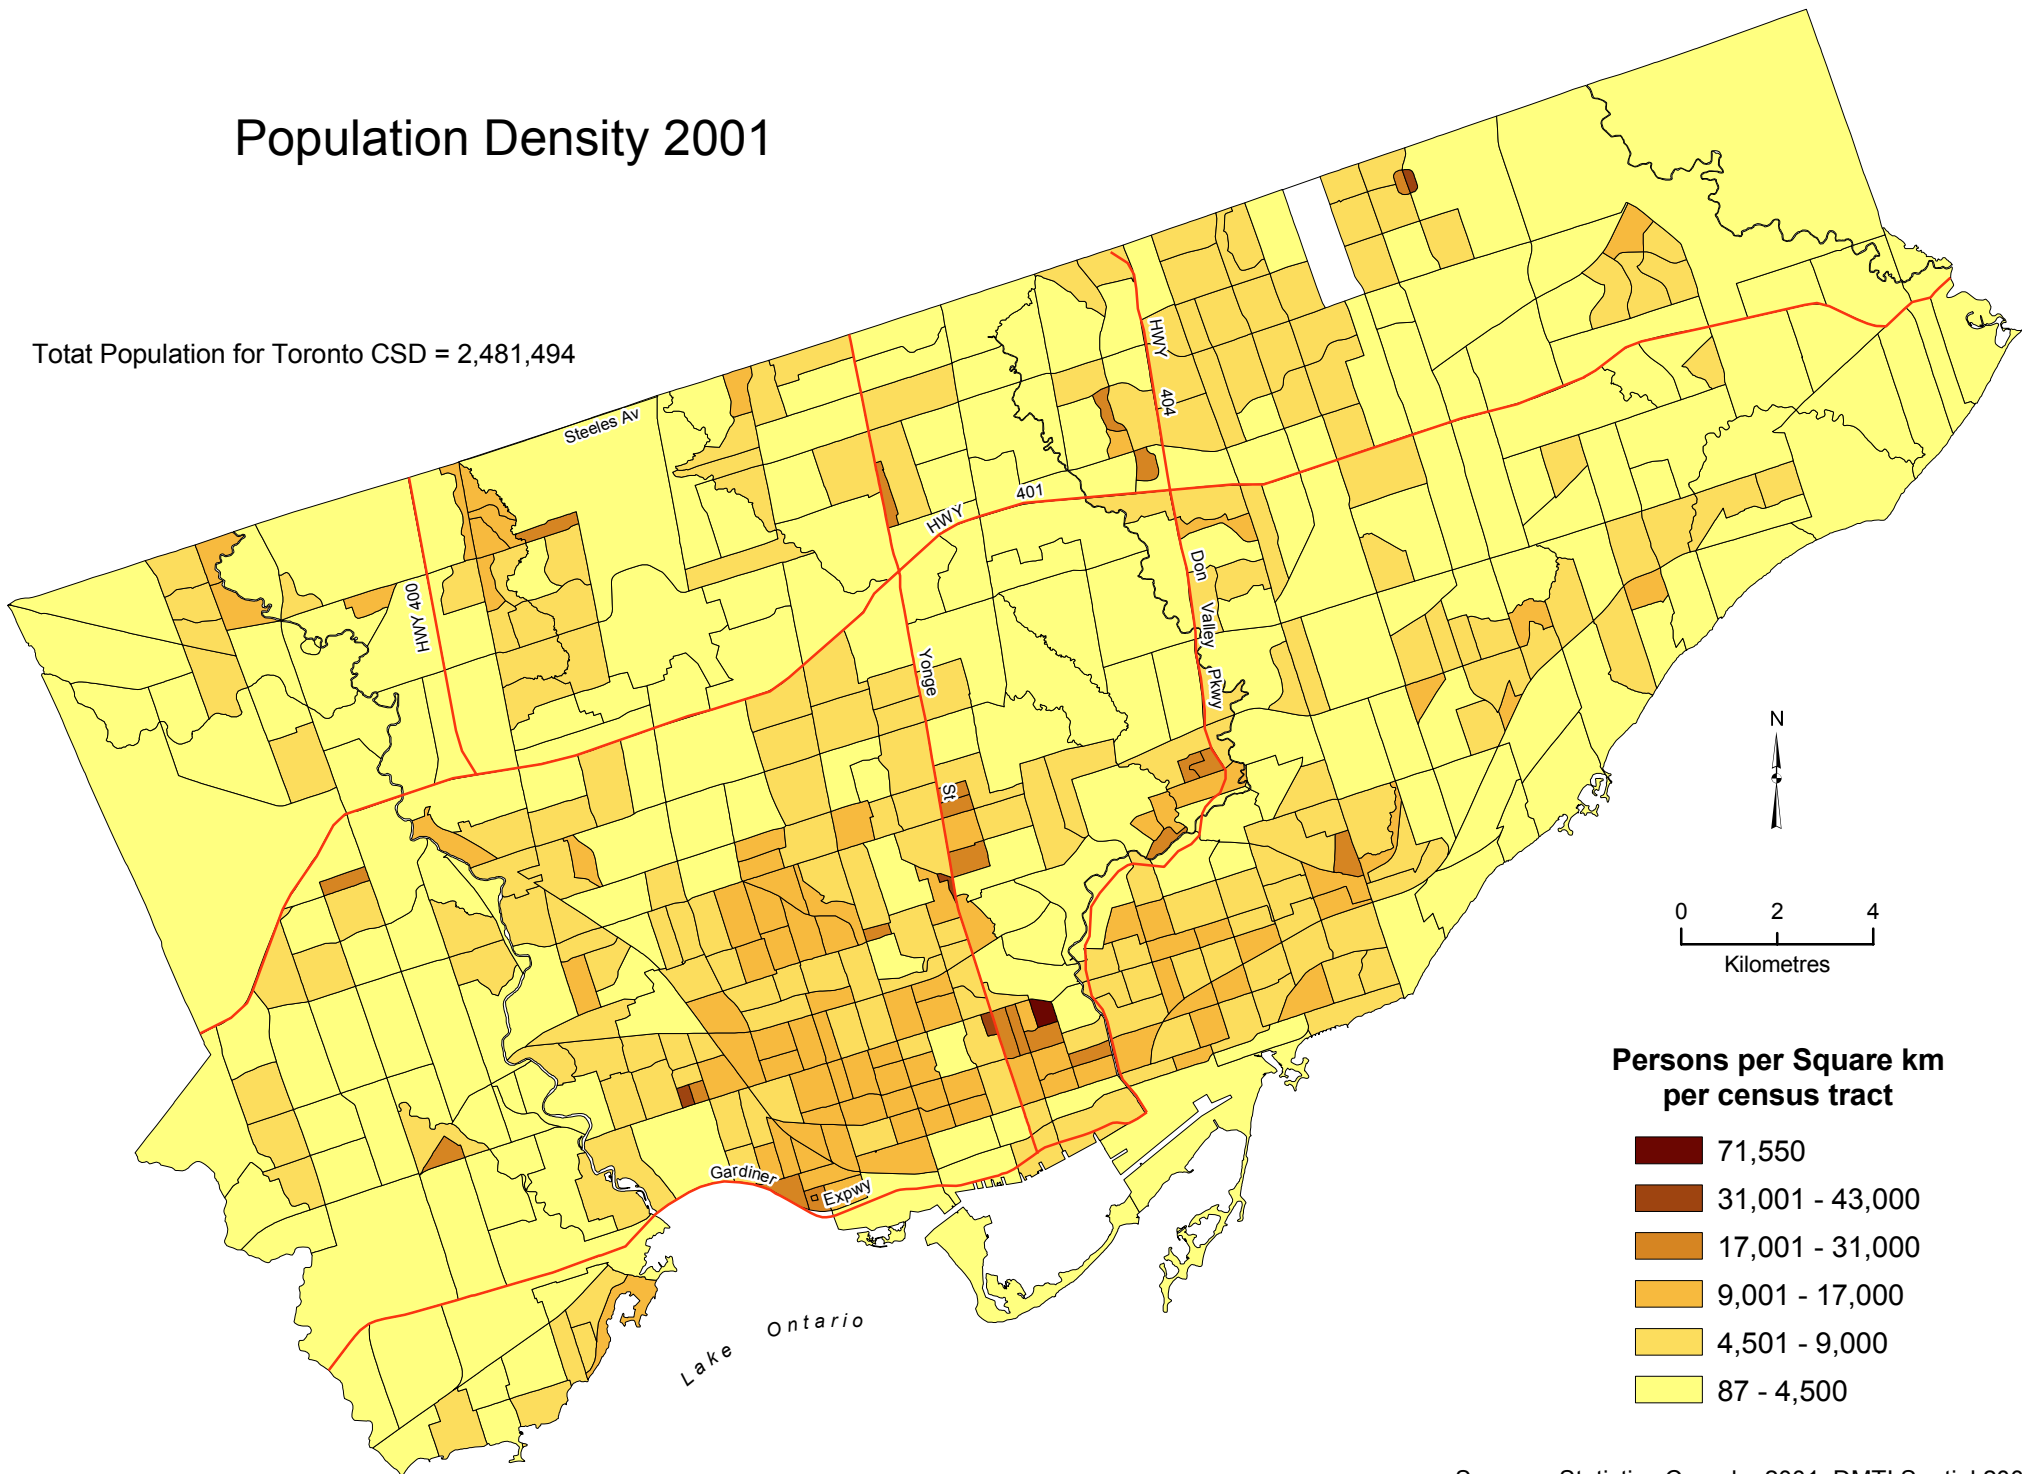 Population Density 2001
Totat Population for Toronto CSD = 2,481,494
Steeles Av
HWY 400
HWY 404
HWY 401
Don Valley Pkwy
Yonge St
Gardiner Expwy
Lake Ontario
N
0 2 4
Kilometres
Persons per Square km
per census tract
71,550
31,001 - 43,000
17,001 - 31,000
9,001 - 17,000
4,501 - 9,000
87 - 4,500